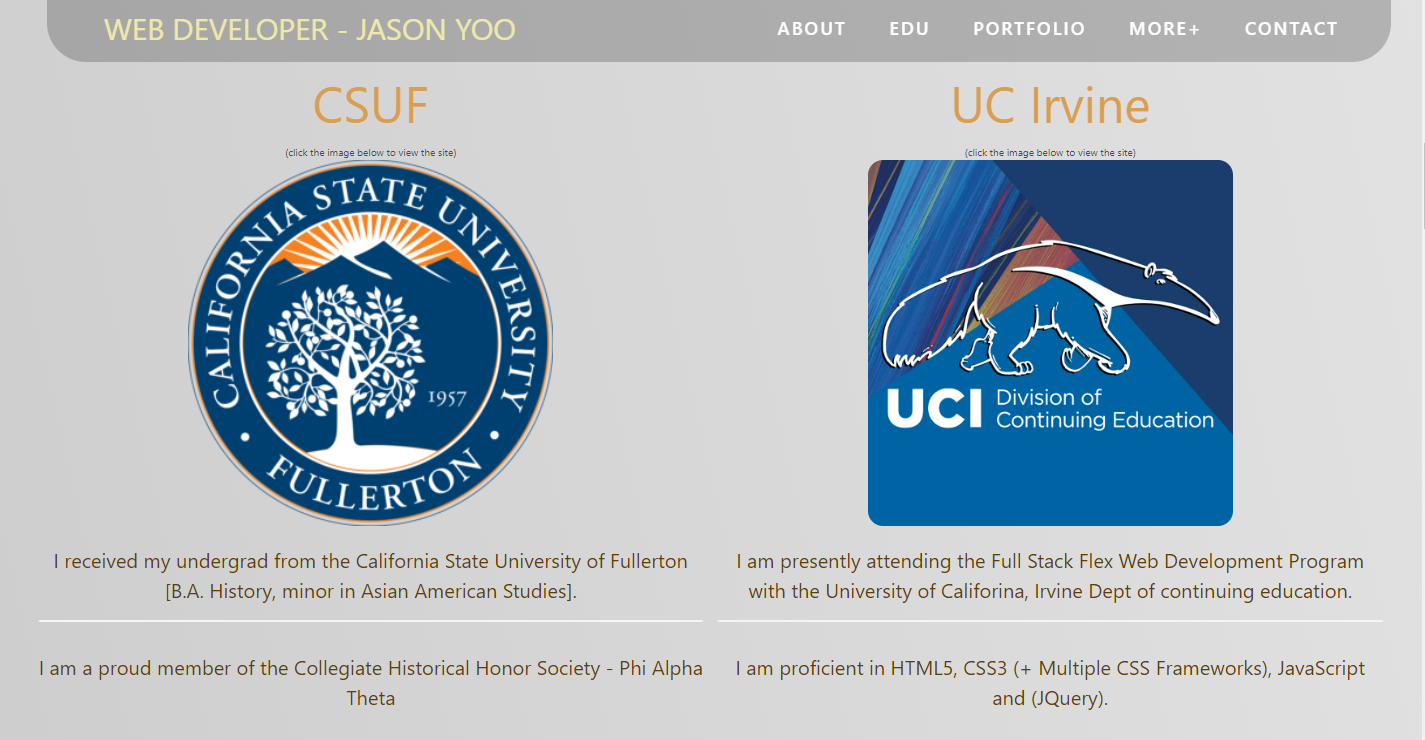 WEB DEVELOPER - JASON YOO
ABOUT EDU PORTFOLIO MORE+ CONTACT
CSUF
(click the image below to view the site)
CALIFORNIA STATE UNIVERSITY
1957
FULLERTON
I received my undergrad from the California State University of Fullerton
[B.A. History, minor in Asian American Studies].
I am a proud member of the Collegiate Historical Honor Society - Phi Alpha
Theta
UC Irvine
(click the image below to view the site)
UCI Division of
Continuing Education
I am presently attending the Full Stack Flex Web Development Program
with the University of Califorina, Irvine Dept of continuing education.
I am proficient in HTML5, CSS3 (+ Multiple CSS Frameworks), JavaScript
and (JQuery).